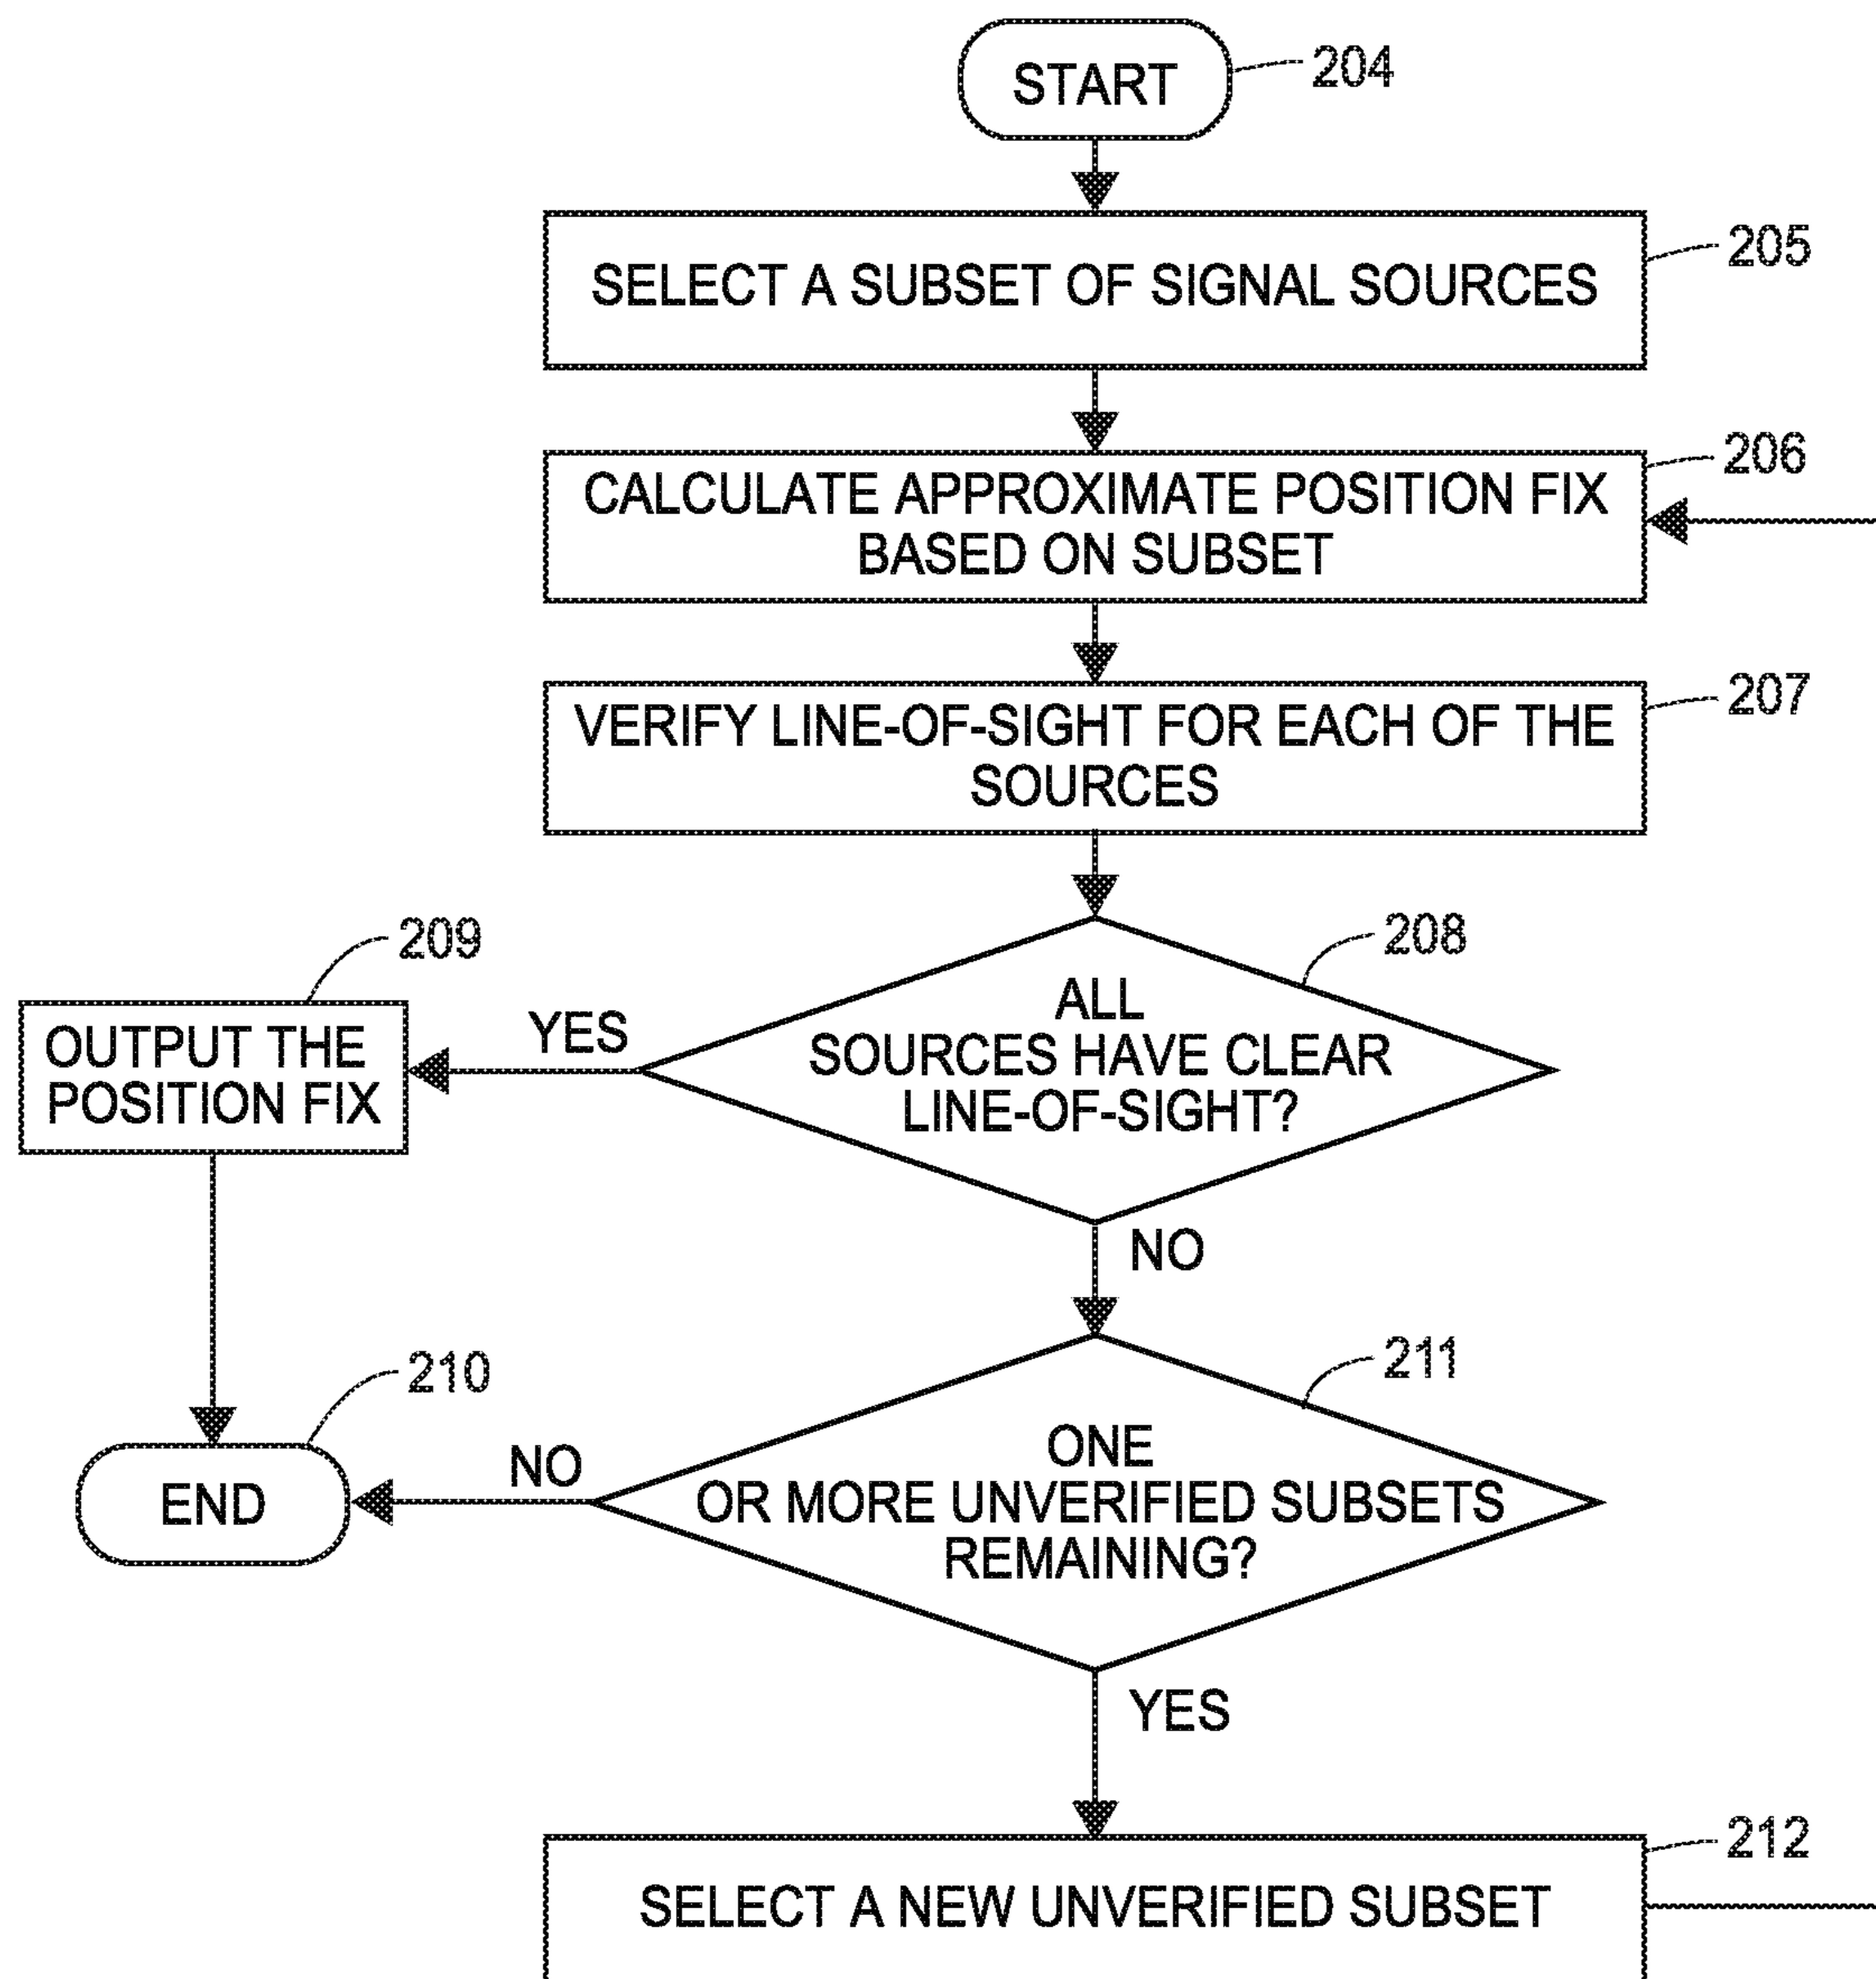 START
204
SELECT A SUBSET OF SIGNAL SOURCES
205
CALCULATE APPROXIMATE POSITION FIX
BASED ON SUBSET
206
VERIFY LINE-OF-SIGHT FOR EACH OF THE
SOURCES
207
ALL
SOURCES HAVE CLEAR
LINE-OF-SIGHT?
208
YES
209
OUTPUT THE
POSITION FIX
NO
210
END
211
ONE
OR MORE UNVERIFIED SUBSETS
REMAINING?
NO
YES
212
SELECT A NEW UNVERIFIED SUBSET